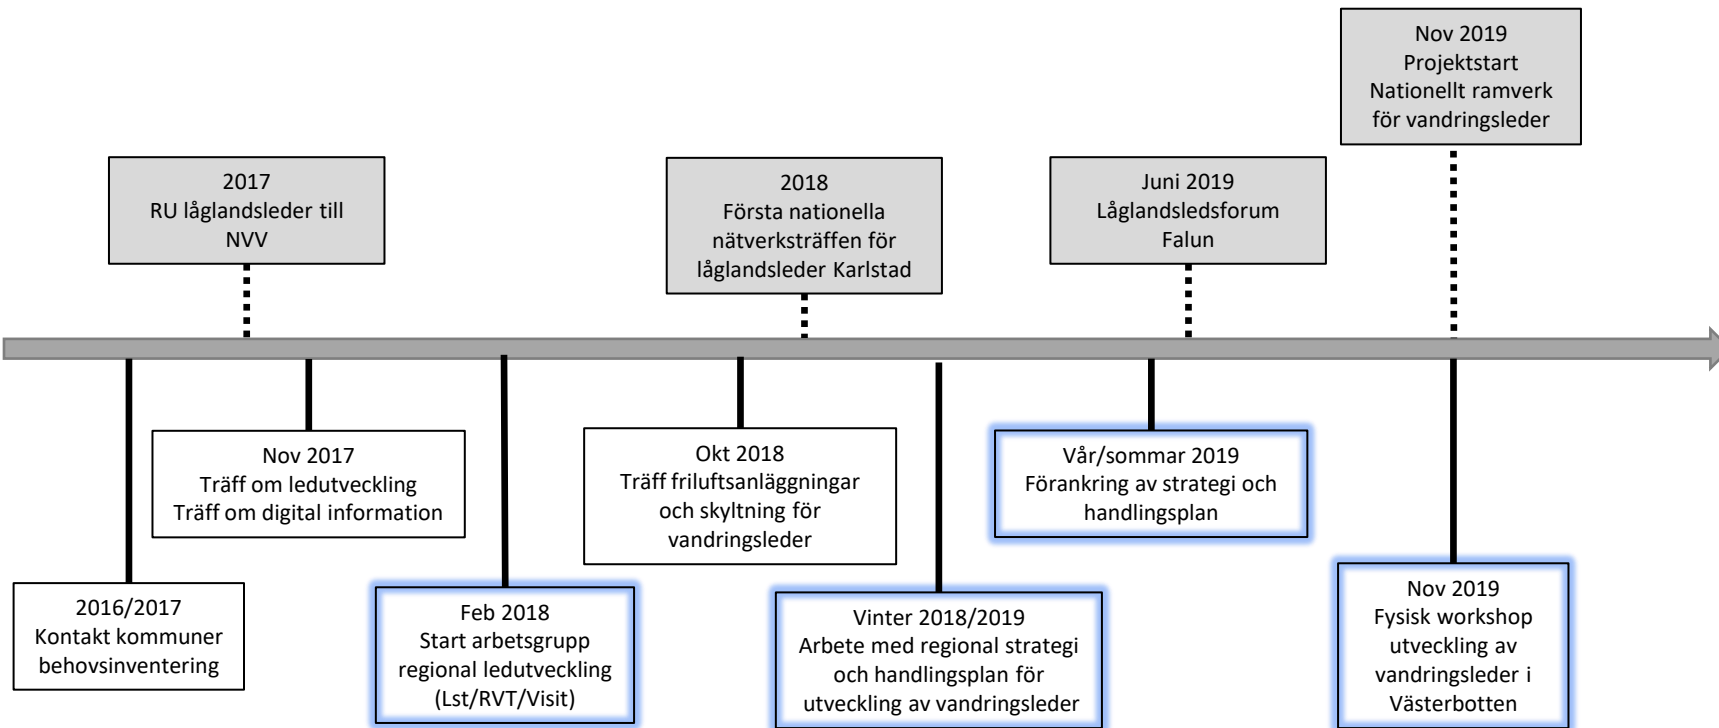 Nov 2019
Projektstart
Nationellt ramverk
för vandringsleder
2017
RU låglandsleder till
NVV
2018
Första nationella
nätverksträffen för
låglandsleder Karlstad
Juni 2019
Låglandsledsforum
Falun
Nov 2017
Träff om ledutveckling
Träff om digital information
Okt 2018
Träff friluftsanläggningar
och skyltning för
vandringsleder
Vår/sommar 2019
Förankring av strategi och
handlingsplan
2016/2017
Kontakt kommuner
behovsinventering
Feb 2018
Start arbetsgrupp
regional ledutveckling
(Lst/RVT/Visit)
Vinter 2018/2019
Arbete med regional strategi
och handlingsplan för
utveckling av vandringsleder
Nov 2019
Fysisk workshop
utveckling av
vandringsleder i
Västerbotten